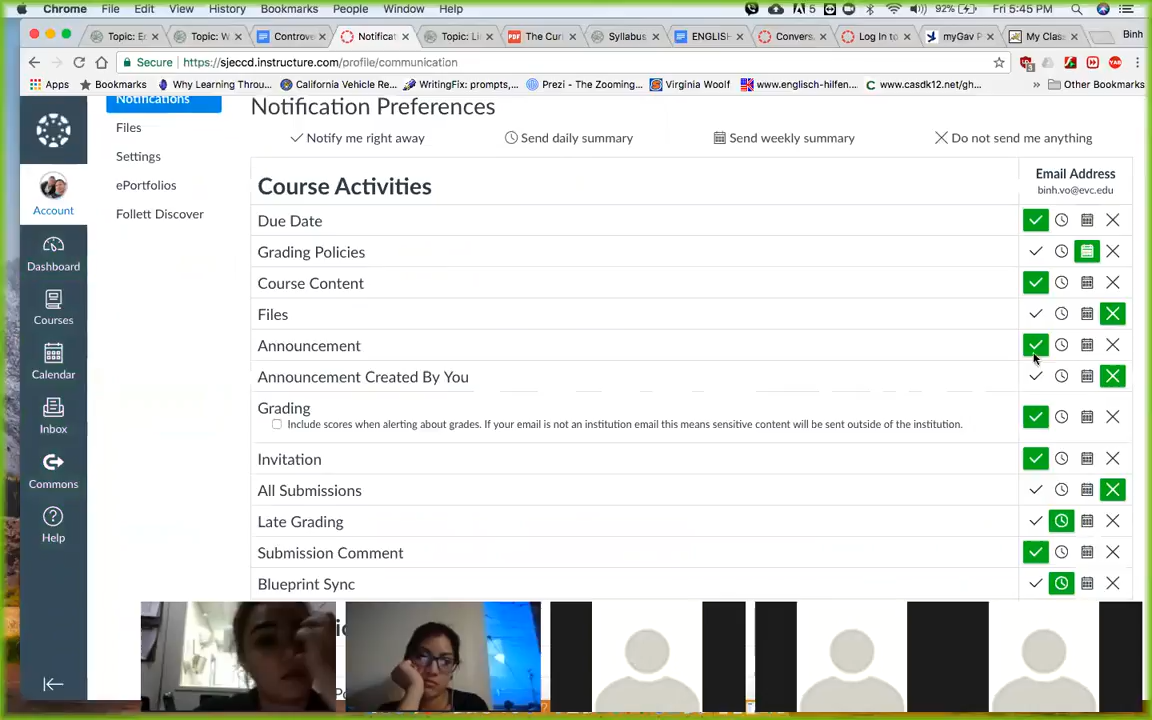 Chrome File Edit View History Bookmarks People Window Help 5 92% Fri 5:45 PM
Topic: E Topic: W Controve Notificat Topic: Li The Cur Syllabus ENGLISH Convers Log In to myGav P My Class Binh
Secure https://sjeccd.instructure.com/profile/communication
Apps Bookmarks Why Learning Throug... California Vehicle Re... WritingFix: prompts,... Prezi - The Zooming... Virginia Woolf www.englisch-hilfen... www.casdk12.net/gh... » Other Bookmarks
Notifications
Files
Settings
ePortfolios
Follett Discover
Account
Dashboard
Courses
Calendar
Inbox
Commons
Help
Notification Preferences
Notify me right away Send daily summary Send weekly summary Do not send me anything
Course Activities
Email Address
binh.vo@evc.edu
Due Date
Grading Policies
Course Content
Files
Announcement
Announcement Created By You
Grading
Include scores when alerting about grades. If your email is not an institution email this means sensitive content will be sent outside of the institution.
Invitation
All Submissions
Late Grading
Submission Comment
Blueprint Sync